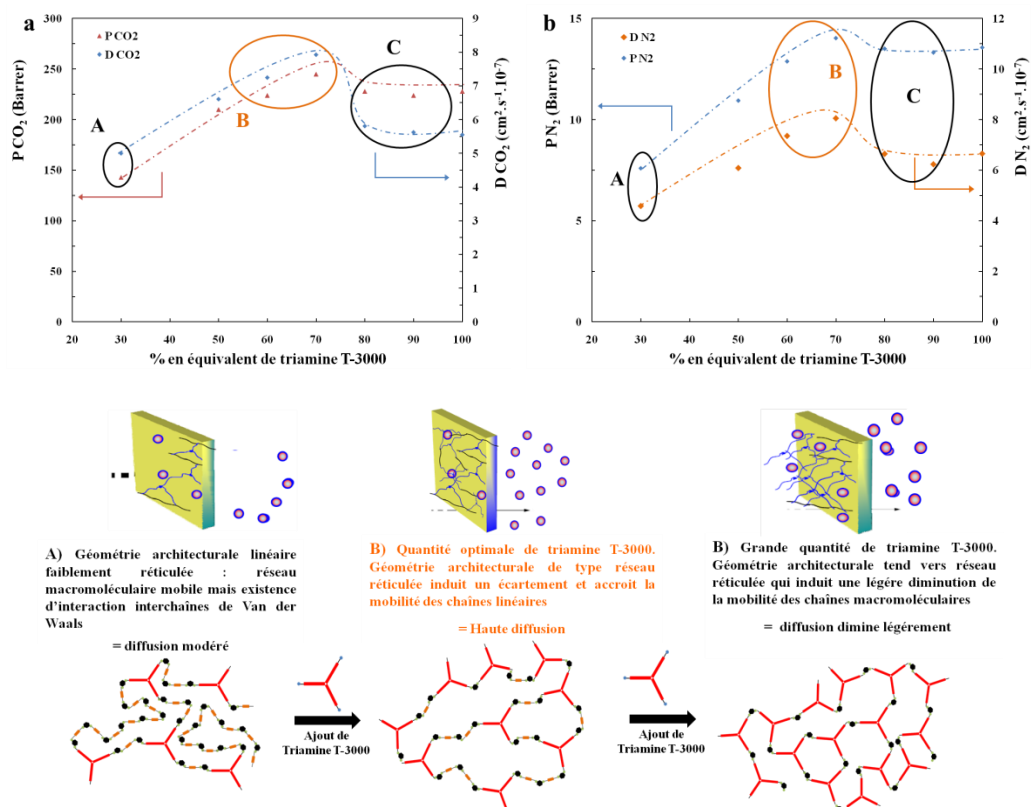 a
P CO2
D CO2
A
B
C
P CO2 (Barrer)
300
250
200
150
100
50
0
D CO2 (cm².s⁻¹.10⁻⁷)
9
8
7
6
5
4
3
2
1
0
20 30 40 50 60 70 80 90 100
% en équivalent de triamine T-3000
b
D N2
P N2
A
B
C
P N2 (Barrer)
15
10
5
0
D N2 (cm².s⁻¹.10⁻⁷)
12
10
8
6
4
2
0
20 30 40 50 60 70 80 90 100
% en équivalent de triamine T-3000
A) Géométrie architecturale linéaire
faiblement réticulée : réseau
macromoléculaire mobile mais existence
d'interaction interchaînes de Van der
Waals
= diffusion modéré
B) Quantité optimale de triamine T-3000.
Géométrie architecturale de type réseau
réticulée induit un écartement et accroit la
mobilité des chaînes linéaires
= Haute diffusion
B) Grande quantité de triamine T-3000.
Géométrie architecturale tend vers réseau
réticulée qui induit une légére diminution de
la mobilité des chaînes macromoléculaires
= diffusion dimine légérement
Ajout de
Triamine T-3000
Ajout de
Triamine T-3000